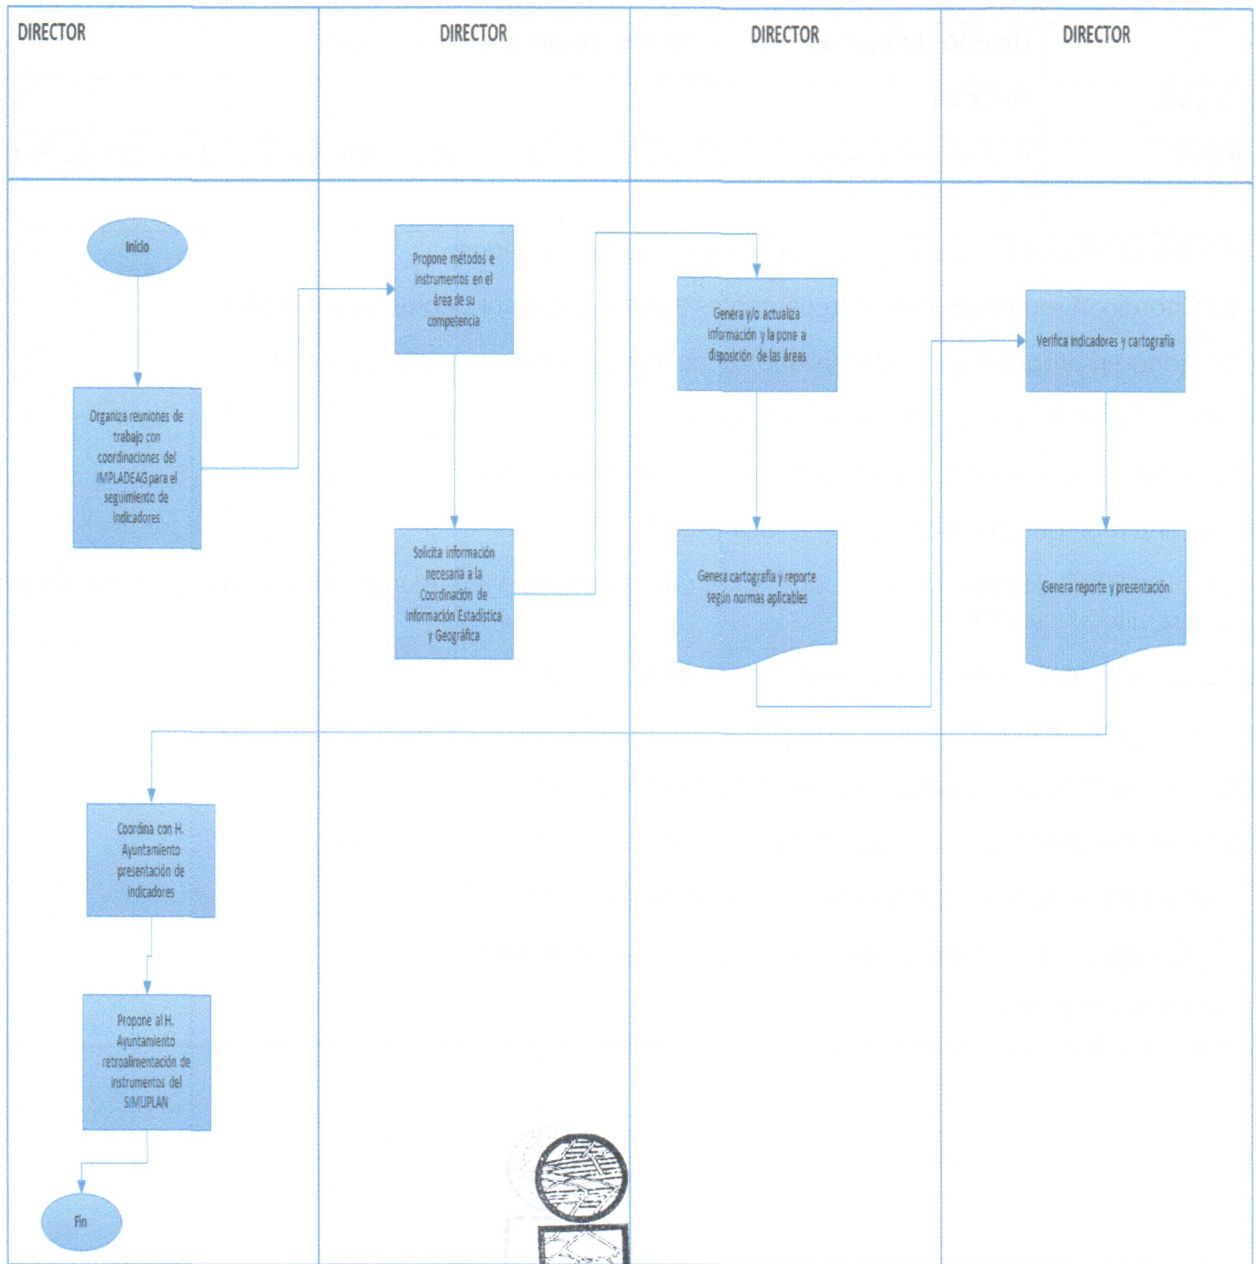 DIRECTOR
DIRECTOR
DIRECTOR
DIRECTOR
Inicio
Organiza reuniones de
trabajo con
coordinaciones del
IMPLADEAG para el
seguimiento de
indicadores
Propone métodos e
instrumentos en el
área de su
competencia
Solicita información
necesaria a la
Coordinación de
Información Estadística
y Geográfica
Genera y/o actualiza
información y la pone a
disposición de las áreas
Genera cartografía y reporte
según normas aplicables
Verifica indicadores y cartografía
Genera reporte y presentación
Coordina con H.
Ayuntamiento
presentación de
indicadores
Propone al H.
Ayuntamiento
retroalimentación de
instrumentos del
SIMUPLAN
Fin